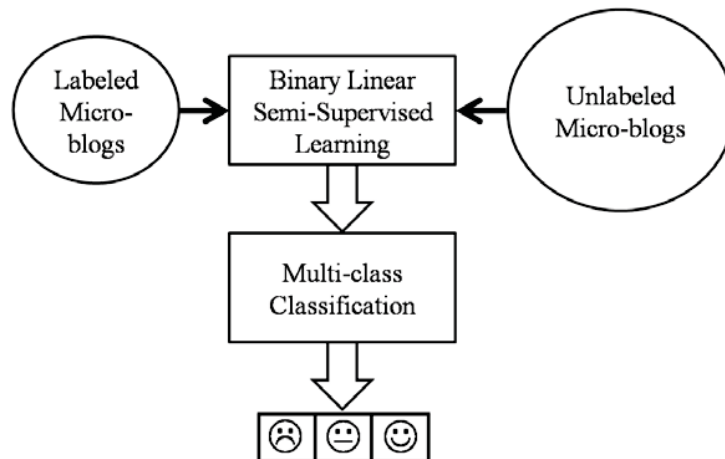 Labeled
Micro-
blogs
Binary Linear
Semi-Supervised
Learning
Unlabeled
Micro-blogs
Multi-class
Classification